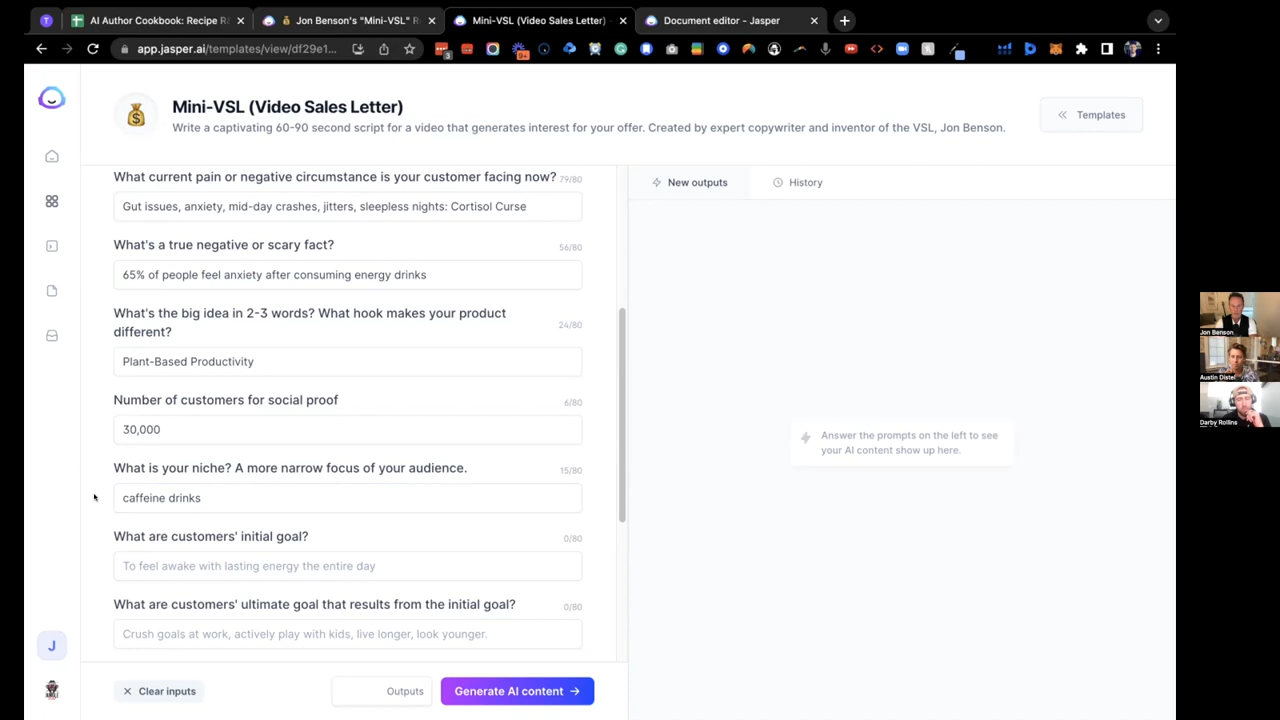 AI Author Cookbook: Recipe R
Jon Benson's "Mini-VSL" R
Mini-VSL (Video Sales Letter)
Document editor - Jasper
app.jasper.ai/templates/view/df29e1...
Mini-VSL (Video Sales Letter)
Write a captivating 60-90 second script for a video that generates interest for your offer. Created by expert copywriter and inventor of the VSL, Jon Benson.
Templates
What current pain or negative circumstance is your customer facing now? 79/80
Gut issues, anxiety, mid-day crashes, jitters, sleepless nights: Cortisol Curse
What's a true negative or scary fact? 56/80
65% of people feel anxiety after consuming energy drinks
What's the big idea in 2-3 words? What hook makes your product
different? 24/80
Plant-Based Productivity
Number of customers for social proof 6/80
30,000
What is your niche? A more narrow focus of your audience. 15/80
caffeine drinks
What are customers' initial goal? 0/80
To feel awake with lasting energy the entire day
What are customers' ultimate goal that results from the initial goal? 0/80
Crush goals at work, actively play with kids, live longer, look younger.
J
Clear inputs
Outputs
Generate AI content
New outputs
History
Answer the prompts on the left to see
your AI content show up here.
Jon Benson
Austin Distel
Darby Rollins